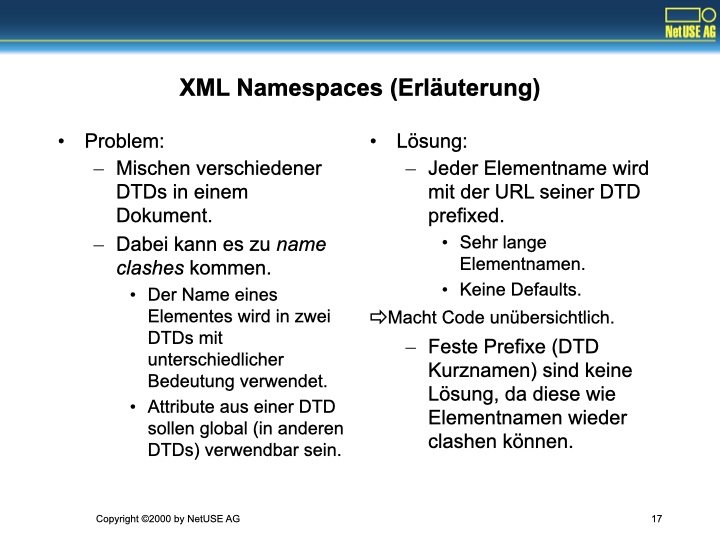 NetUSE AG
XML Namespaces (Erläuterung)
• Problem:
– Mischen verschiedener
DTDs in einem
Dokument.
– Dabei kann es zu name
clashes kommen.
• Der Name eines
Elementes wird in zwei
DTDs mit
unterschiedlicher
Bedeutung verwendet.
• Attribute aus einer DTD
sollen global (in anderen
DTDs) verwendbar sein.
• Lösung:
– Jeder Elementname wird
mit der URL seiner DTD
prefixed.
• Sehr lange
Elementnamen.
• Keine Defaults.
⇨Macht Code unübersichtlich.
– Feste Prefixe (DTD
Kurznamen) sind keine
Lösung, da diese wie
Elementnamen wieder
clashen können.
Copyright ©2000 by NetUSE AG
17